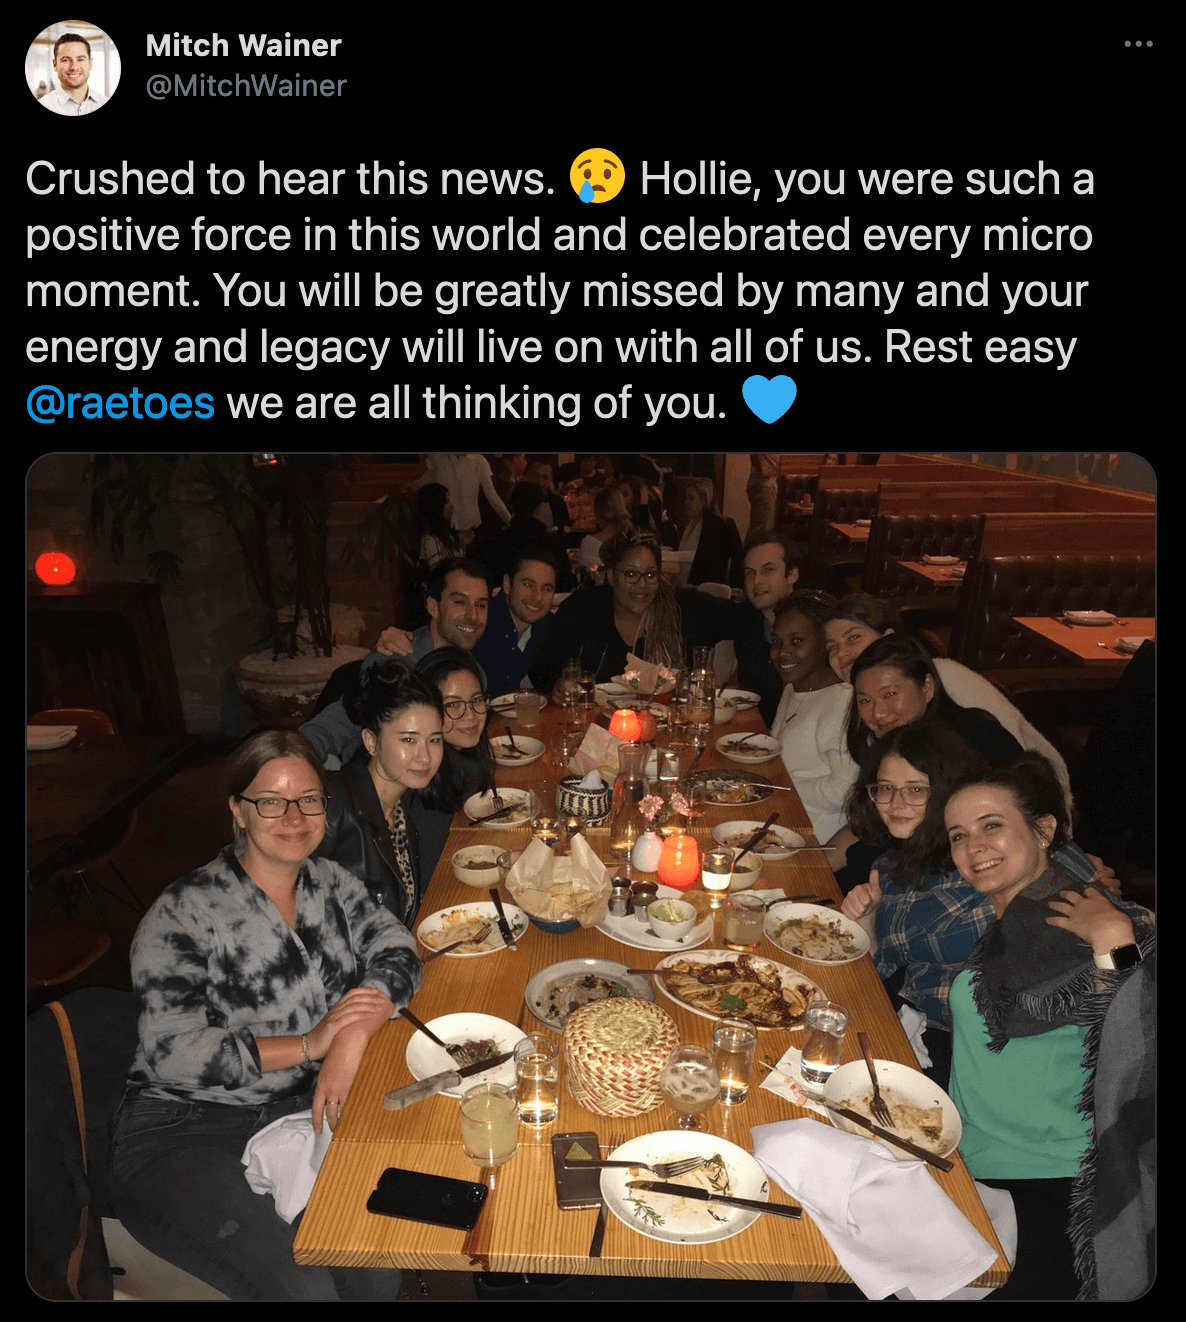 Mitch Wainer
@MitchWainer
Crushed to hear this news. 😢 Hollie, you were such a
positive force in this world and celebrated every micro
moment. You will be greatly missed by many and your
energy and legacy will live on with all of us. Rest easy
@raetoes we are all thinking of you. 💙